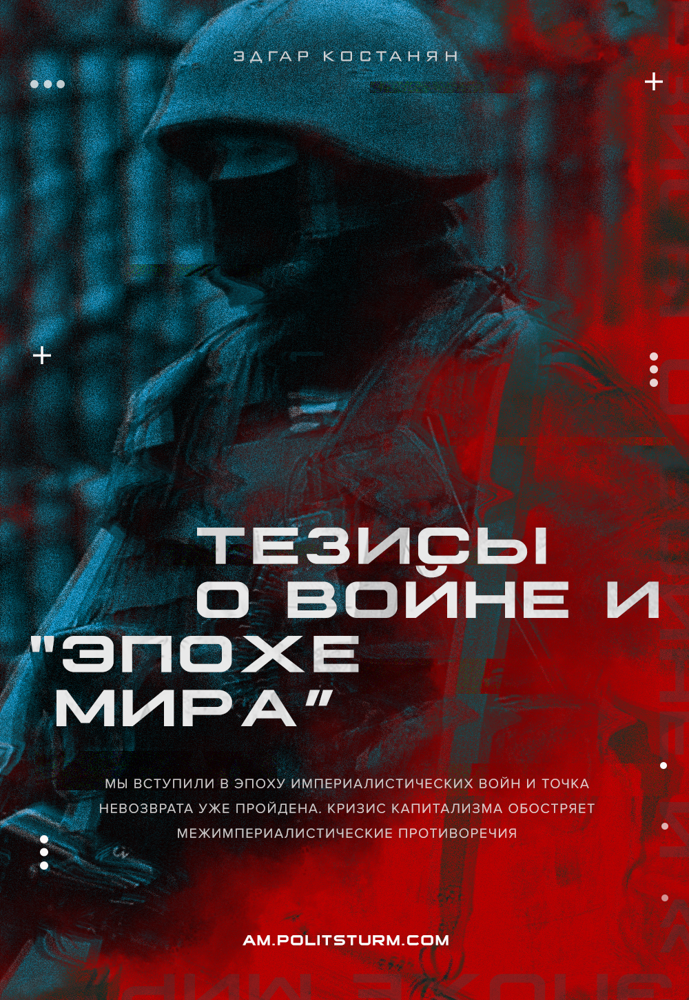 ЭДГАР КОСТАНЯН
ТЕЗИСЫ
О ВОЙНЕ И
"ЭПОХЕ
МИРА"
МЫ ВСТУПИЛИ В ЭПОХУ ИМПЕРИАЛИСТИЧЕСКИХ ВОЙН И ТОЧКА
НЕВОЗВРАТА УЖЕ ПРОЙДЕНА. КРИЗИС КАПИТАЛИЗМА ОБОСТРЯЕТ
МЕЖИМПЕРИАЛИСТИЧЕСКИЕ ПРОТИВОРЕЧИЯ
AM.POLITSTURM.COM